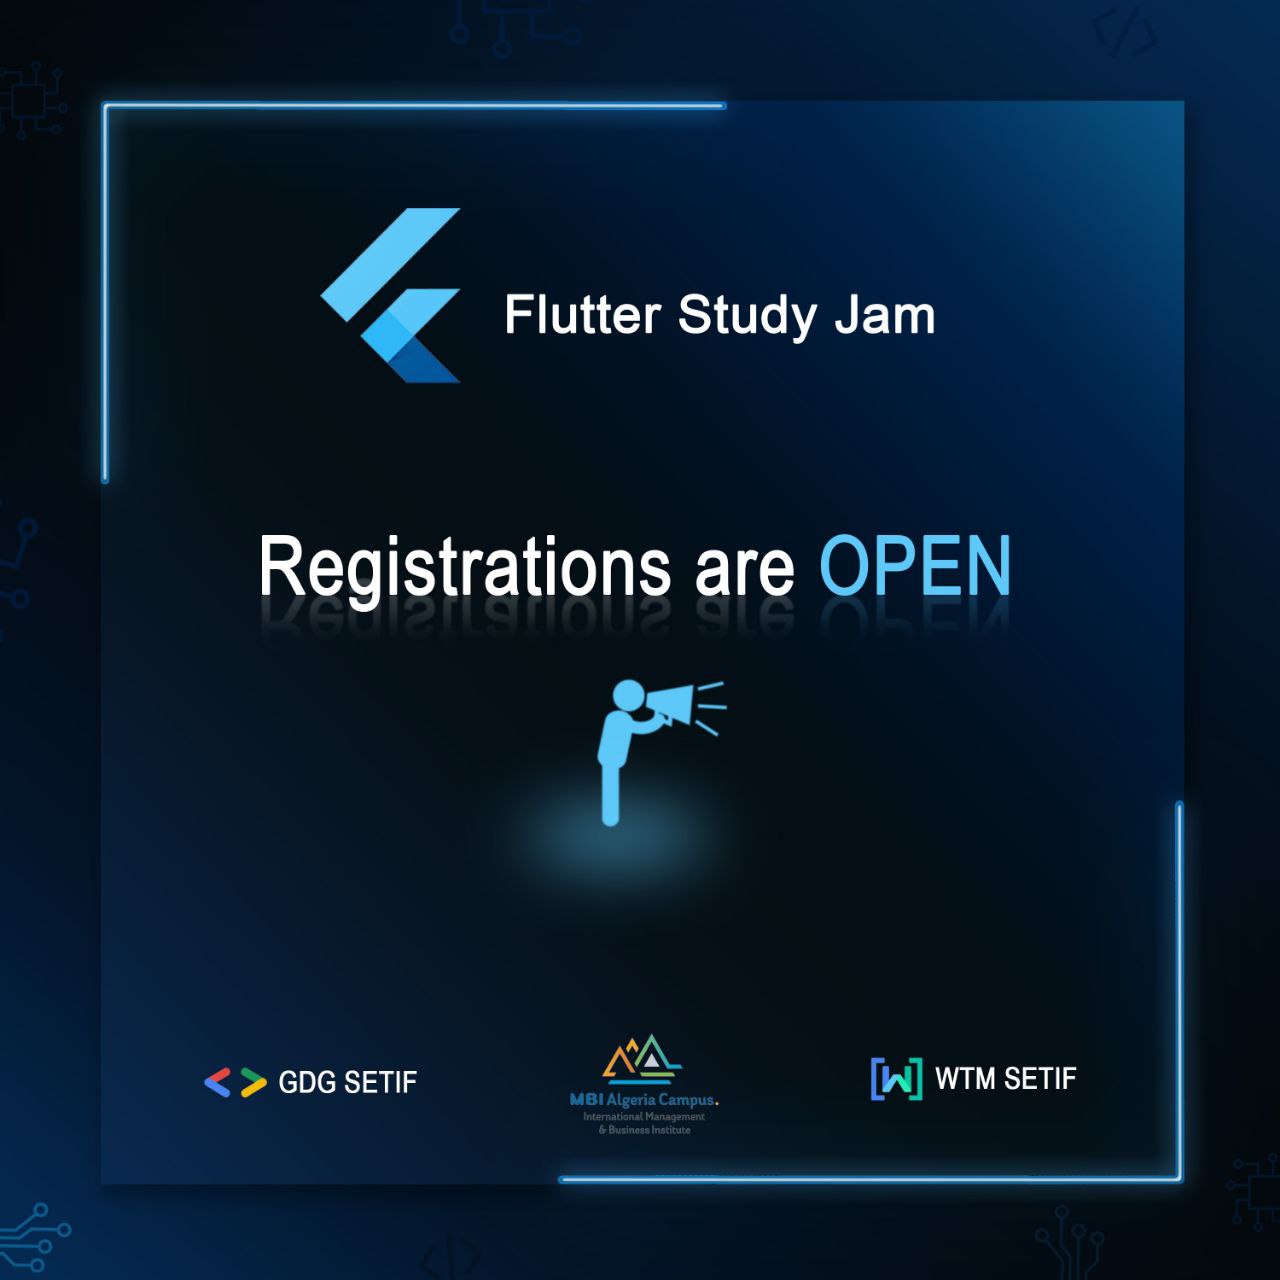 Flutter Study Jam
Registrations are OPEN
GDG SETIF
MBI Algeria Campus.
International Management
& Business Institute
WTM SETIF